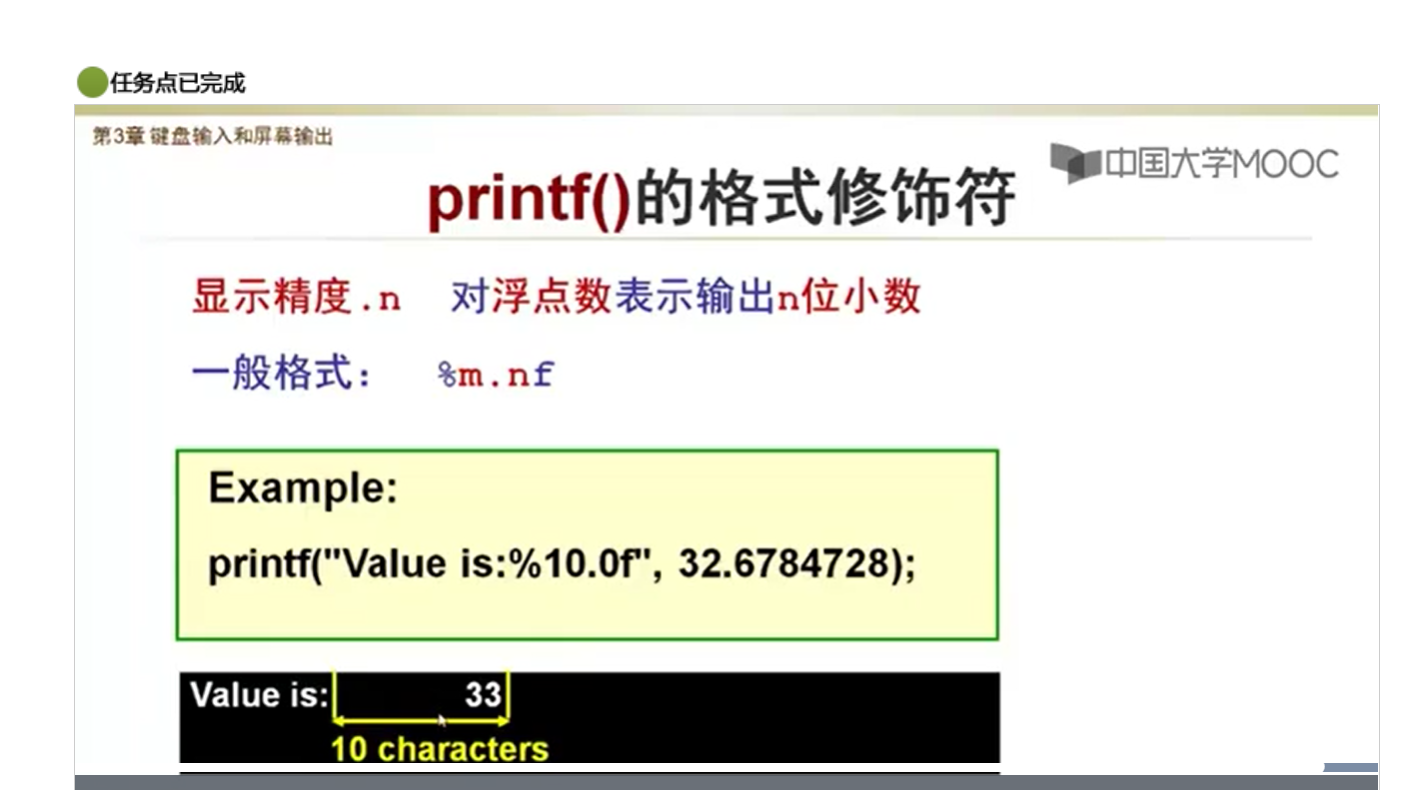 任务点已完成
第3章 键盘输入和屏幕输出
中国大学MOOC
printf()的格式修饰符
显示精度.n 对浮点数表示输出n位小数
一般格式： %m.nf
Example:
printf("Value is:%10.0f", 32.6784728);
Value is: 33
10 characters